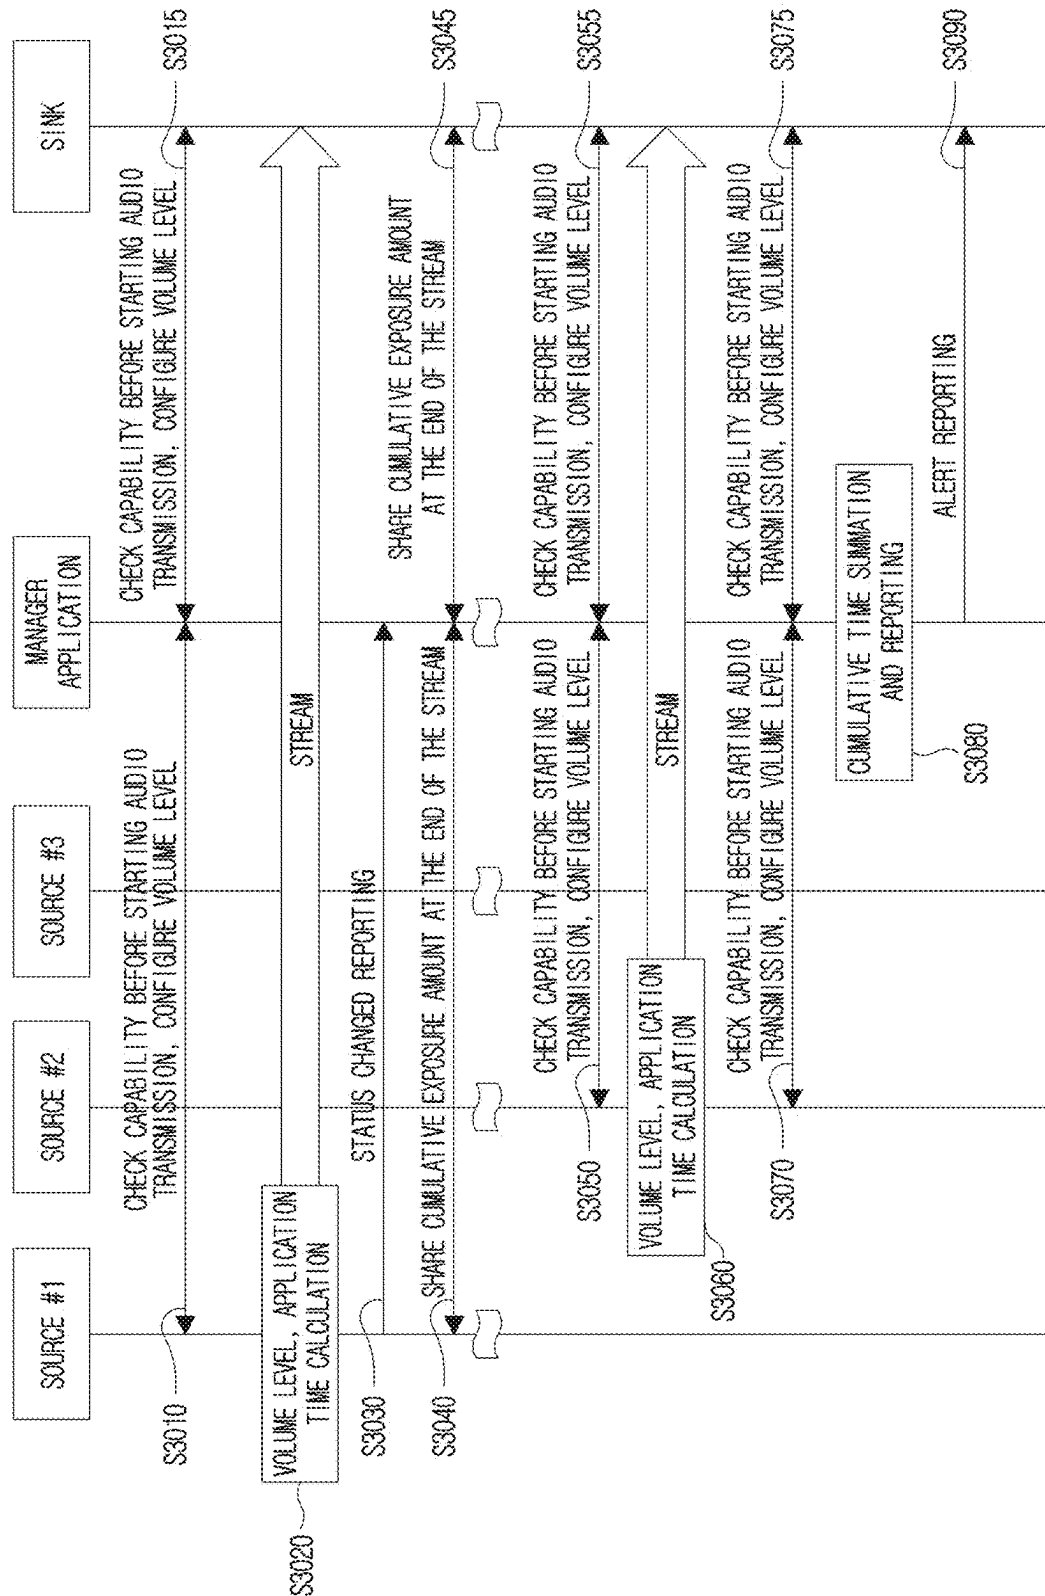 SOURCE #1
SOURCE #2
SOURCE #3
MANAGER
APPLICATION
SINK
S3010
CHECK CAPABILITY BEFORE STARTING AUDIO
TRANSMISSION, CONFIGURE VOLUME LEVEL
CHECK CAPABILITY BEFORE STARTING AUDIO
TRANSMISSION, CONFIGURE VOLUME LEVEL
S3015
S3020
VOLUME LEVEL, APPLICATION
TIME CALCULATION
STREAM
S3030
STATUS CHANGED REPORTING
S3040
SHARE CUMULATIVE EXPOSURE AMOUNT AT THE END OF THE STREAM
SHARE CUMULATIVE EXPOSURE AMOUNT
AT THE END OF THE STREAM
S3045
S3050
CHECK CAPABILITY BEFORE STARTING AUDIO
TRANSMISSION, CONFIGURE VOLUME LEVEL
CHECK CAPABILITY BEFORE STARTING AUDIO
TRANSMISSION, CONFIGURE VOLUME LEVEL
S3055
VOLUME LEVEL, APPLICATION
TIME CALCULATION
S3060
STREAM
S3070
CHECK CAPABILITY BEFORE STARTING AUDIO
TRANSMISSION, CONFIGURE VOLUME LEVEL
CHECK CAPABILITY BEFORE STARTING AUDIO
TRANSMISSION, CONFIGURE VOLUME LEVEL
S3075
CUMULATIVE TIME SUMMATION
AND REPORTING
S3080
ALERT REPORTING
S3090